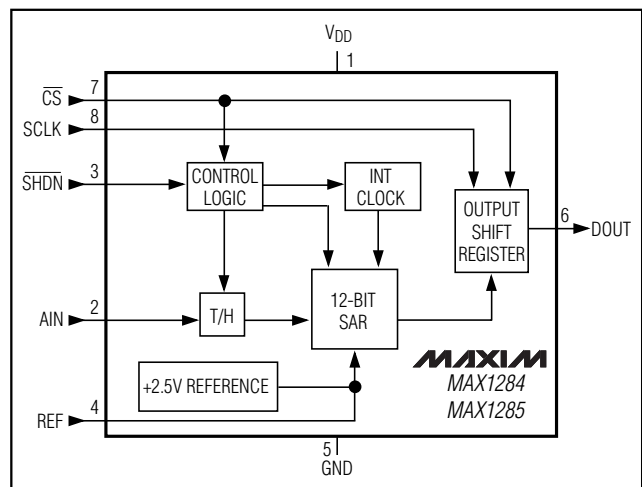 VDD
1
CS
7
SCLK
8
SHDN
3
CONTROL
LOGIC
INT
CLOCK
OUTPUT
SHIFT
REGISTER
6
DOUT
AIN
2
T/H
12-BIT
SAR
+2.5V REFERENCE
MAXIM
MAX1284
MAX1285
REF
4
5
GND